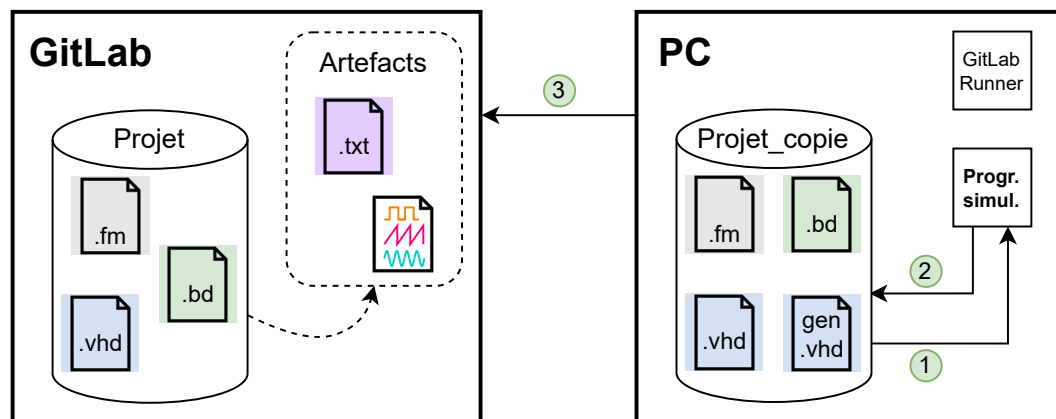 GitLab
Artefacts
.txt
Projet
.fm
.bd
.vhd
3
PC
GitLab
Runner
Projet_copie
.fm
.bd
.vhd
gen
.vhd
Progr.
simul.
2
1